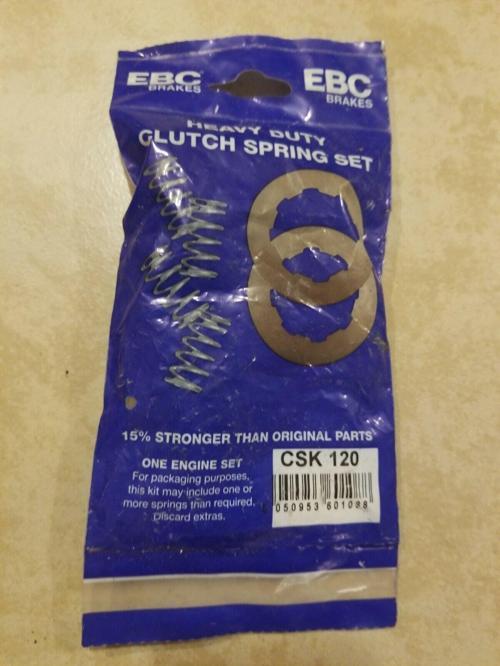 EBC
BRAKES
EBC
BRAKES
HEAVY DUTY
CLUTCH SPRING SET
15% STRONGER THAN ORIGINAL PARTS
ONE ENGINE SET
For packaging purposes,
this kit may include one or
more springs than required.
Discard extras.
CSK 120
050953 601088